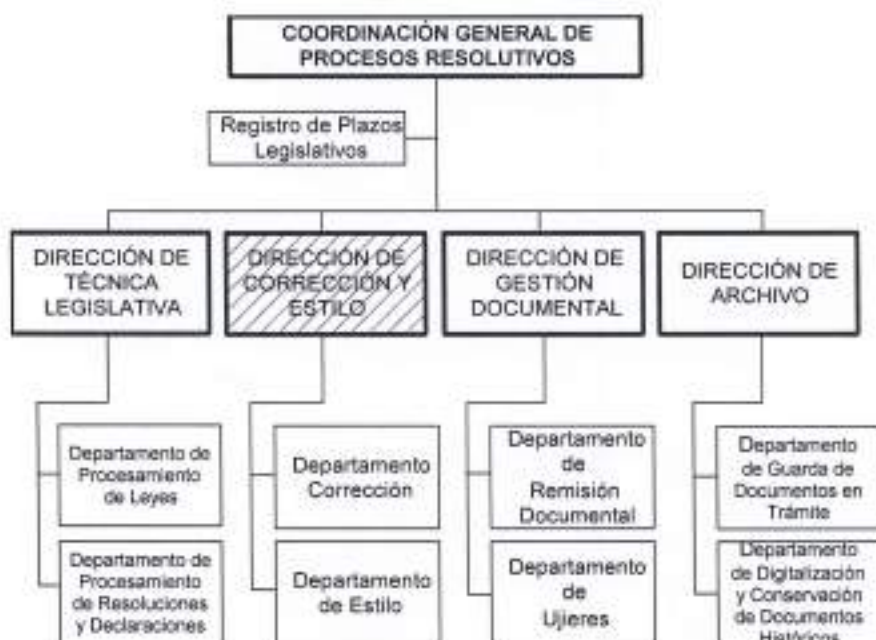 COORDINACIÓN GENERAL DE
PROCESOS RESOLUTIVOS
Registro de Plazos
Legislativos
DIRECCIÓN DE
TÉCNICA
LEGISLATIVA
DIRECCIÓN DE
CORRECCIÓN Y
ESTILO
DIRECCIÓN DE
GESTIÓN
DOCUMENTAL
DIRECCIÓN DE
ARCHIVO
Departamento de
Procesamiento
de Leyes
Departamento
Corrección
Departamento
de
Remisión
Documental
Departamento
de Guarda de
Documentos en
Trámite
Departamento de
Procesamiento
de Resoluciones
y Declaraciones
Departamento
de Estilo
Departamento
de
Ujieres
Departamento
de Digitalización
y Conservación
de Documentos
Históricos